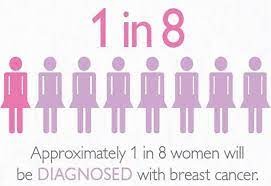 1 in 8
Approximately 1 in 8 women will
be DIAGNOSED with breast cancer.